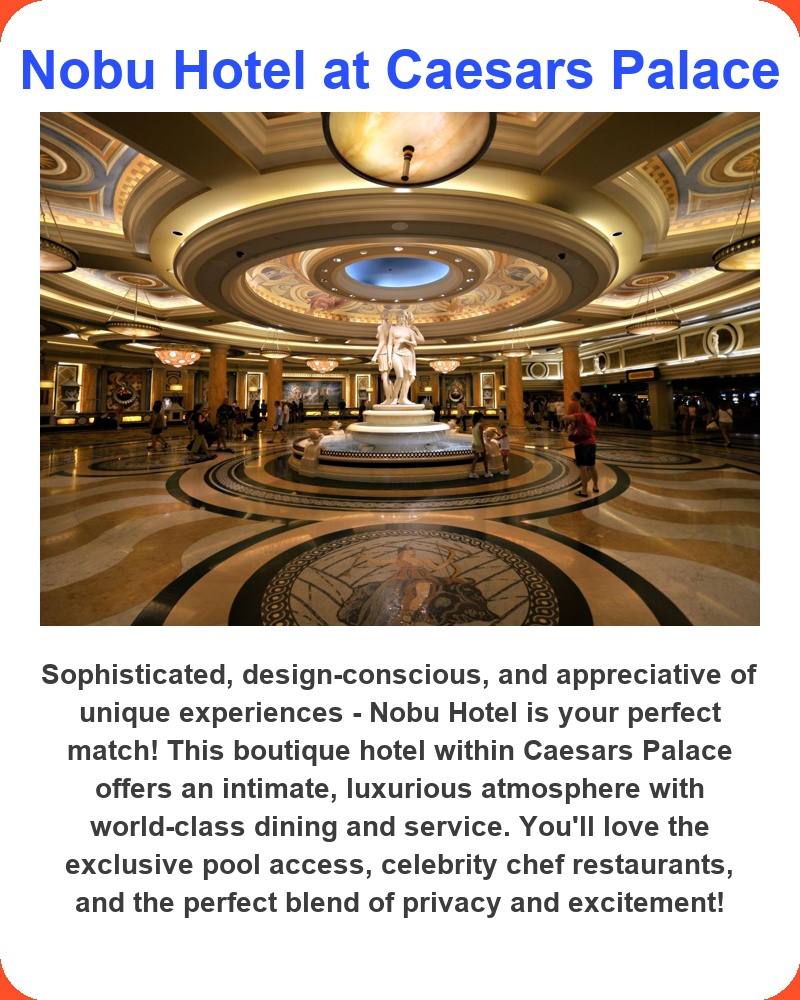 Nobu Hotel at Caesars Palace
Sophisticated, design-conscious, and appreciative of
unique experiences - Nobu Hotel is your perfect
match! This boutique hotel within Caesars Palace
offers an intimate, luxurious atmosphere with
world-class dining and service. You'll love the
exclusive pool access, celebrity chef restaurants,
and the perfect blend of privacy and excitement!